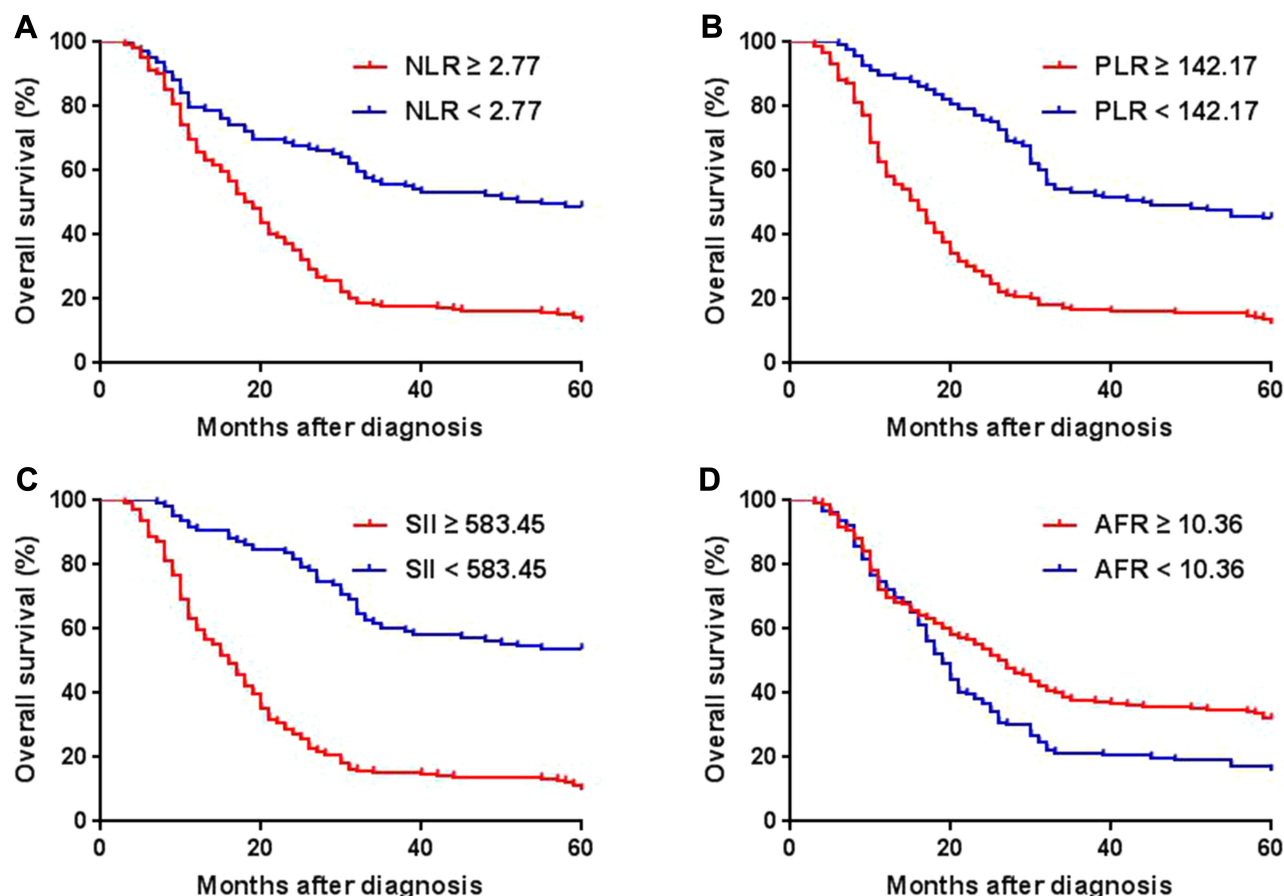 A
Overall survival (%)
100
80
60
40
20
0
NLR ≥ 2.77
NLR < 2.77
0 20 40 60
Months after diagnosis
B
Overall survival (%)
100
80
60
40
20
0
PLR ≥ 142.17
PLR < 142.17
0 20 40 60
Months after diagnosis
C
Overall survival (%)
100
80
60
40
20
0
SII ≥ 583.45
SII < 583.45
0 20 40 60
Months after diagnosis
D
Overall survival (%)
100
80
60
40
20
0
AFR ≥ 10.36
AFR < 10.36
0 20 40 60
Months after diagnosis